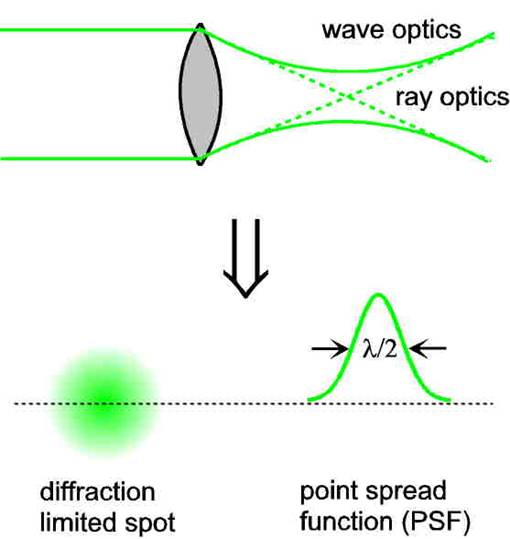 wave optics
ray optics
λ/2
diffraction
limited spot
point spread
function (PSF)